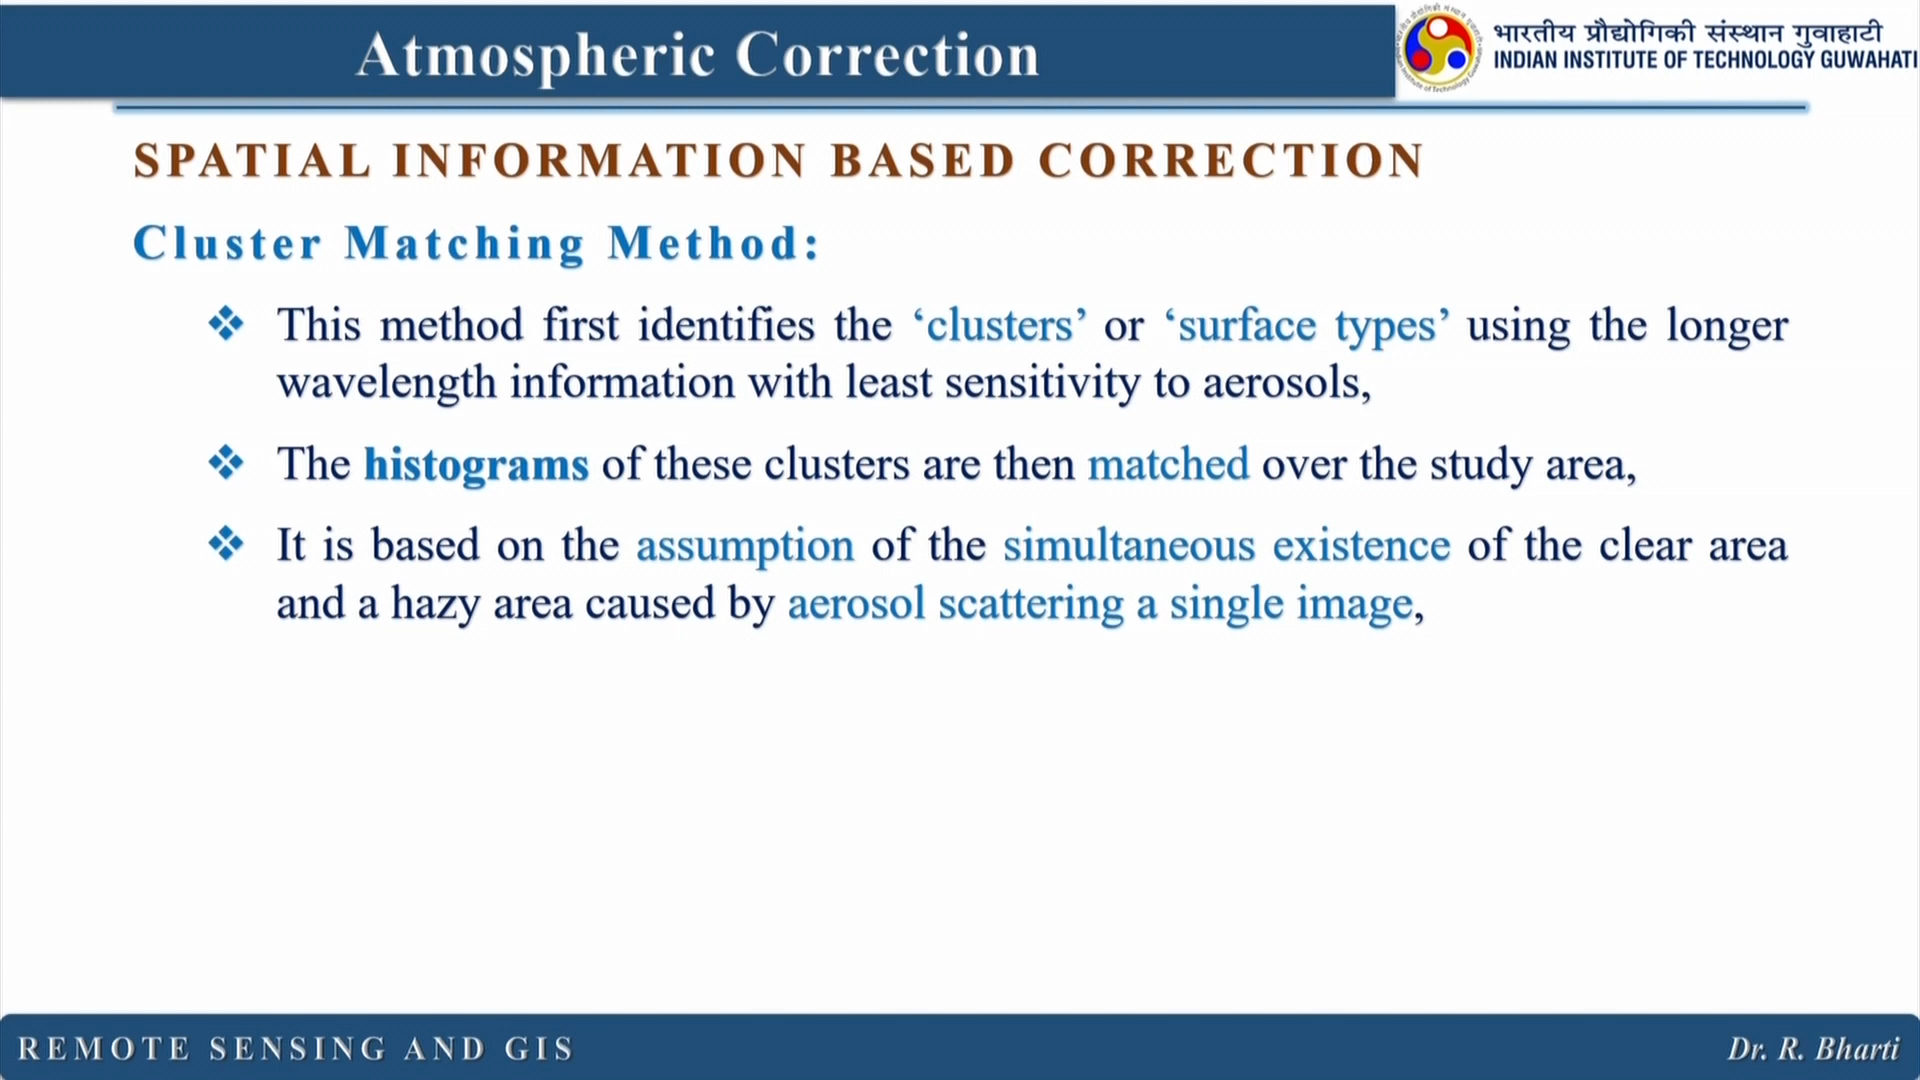 Atmospheric Correction
भारतीय प्रौद्योगिकी संस्थान गुवाहाटी
INDIAN INSTITUTE OF TECHNOLOGY GUWAHATI
SPATIAL INFORMATION BASED CORRECTION
Cluster Matching Method:
This method first identifies the ‘clusters’ or ‘surface types’ using the longer
wavelength information with least sensitivity to aerosols,
The histograms of these clusters are then matched over the study area,
It is based on the assumption of the simultaneous existence of the clear area
and a hazy area caused by aerosol scattering a single image,
REMOTE SENSING AND GIS
Dr. R. Bharti